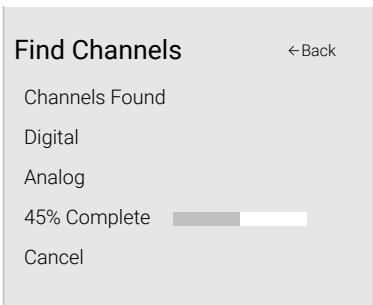 Find Channels ←Back
Channels Found
Digital
Analog
45% Complete
Cancel